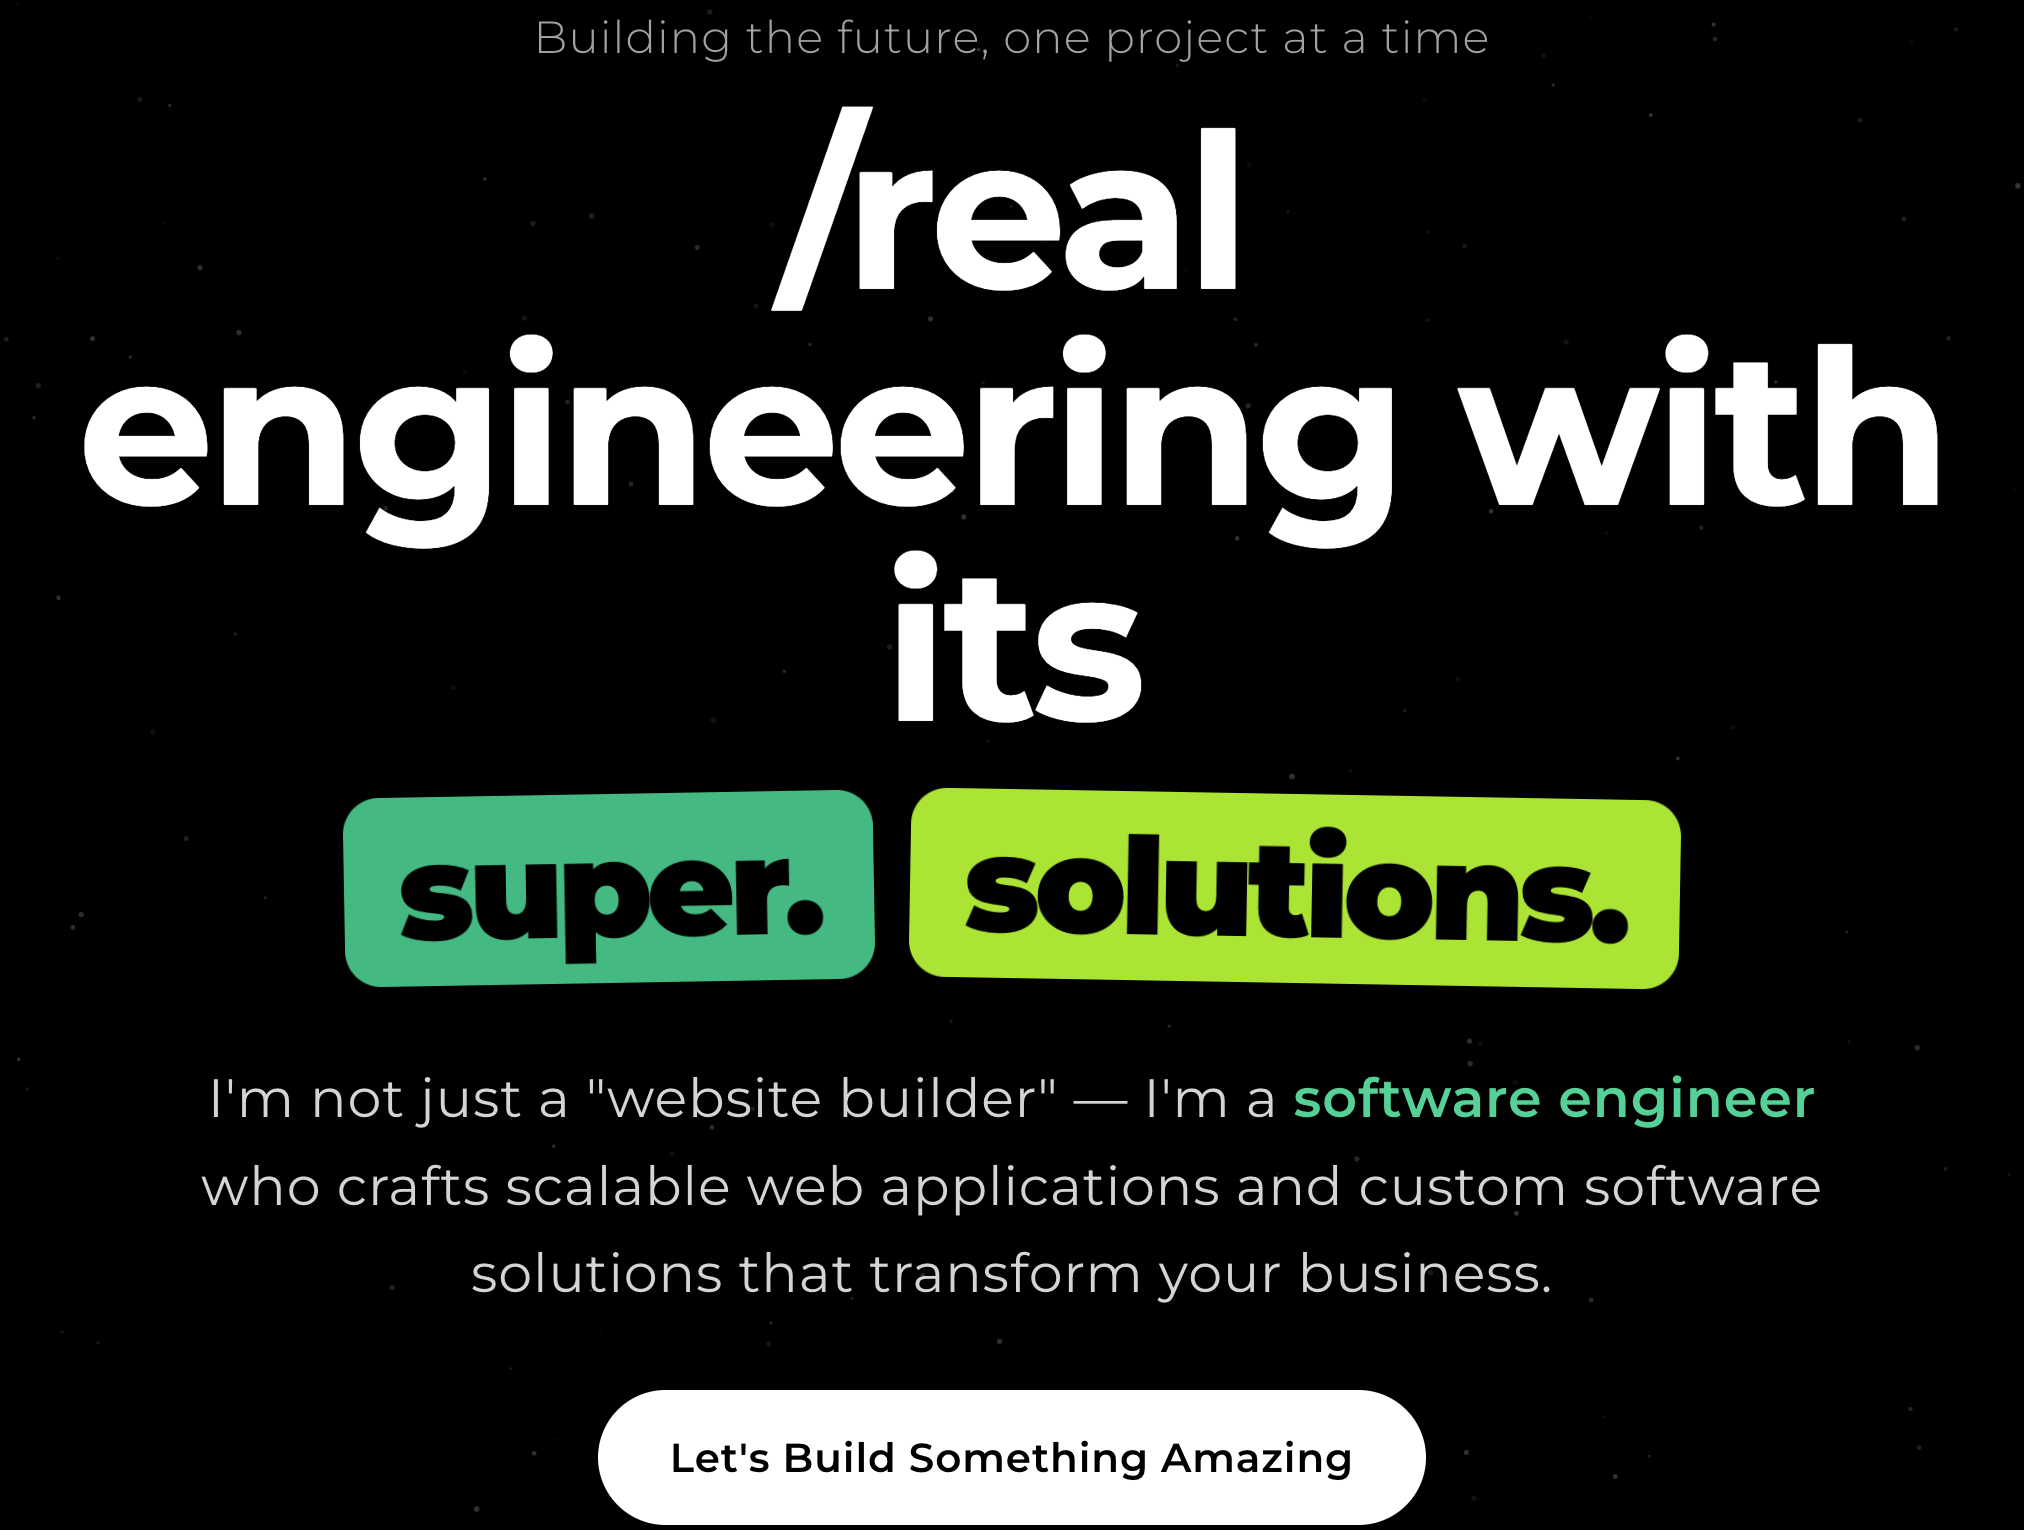 Building the future, one project at a time
/real
engineering with
its
super. solutions.
I'm not just a "website builder" — I'm a software engineer
who crafts scalable web applications and custom software
solutions that transform your business.
Let's Build Something Amazing